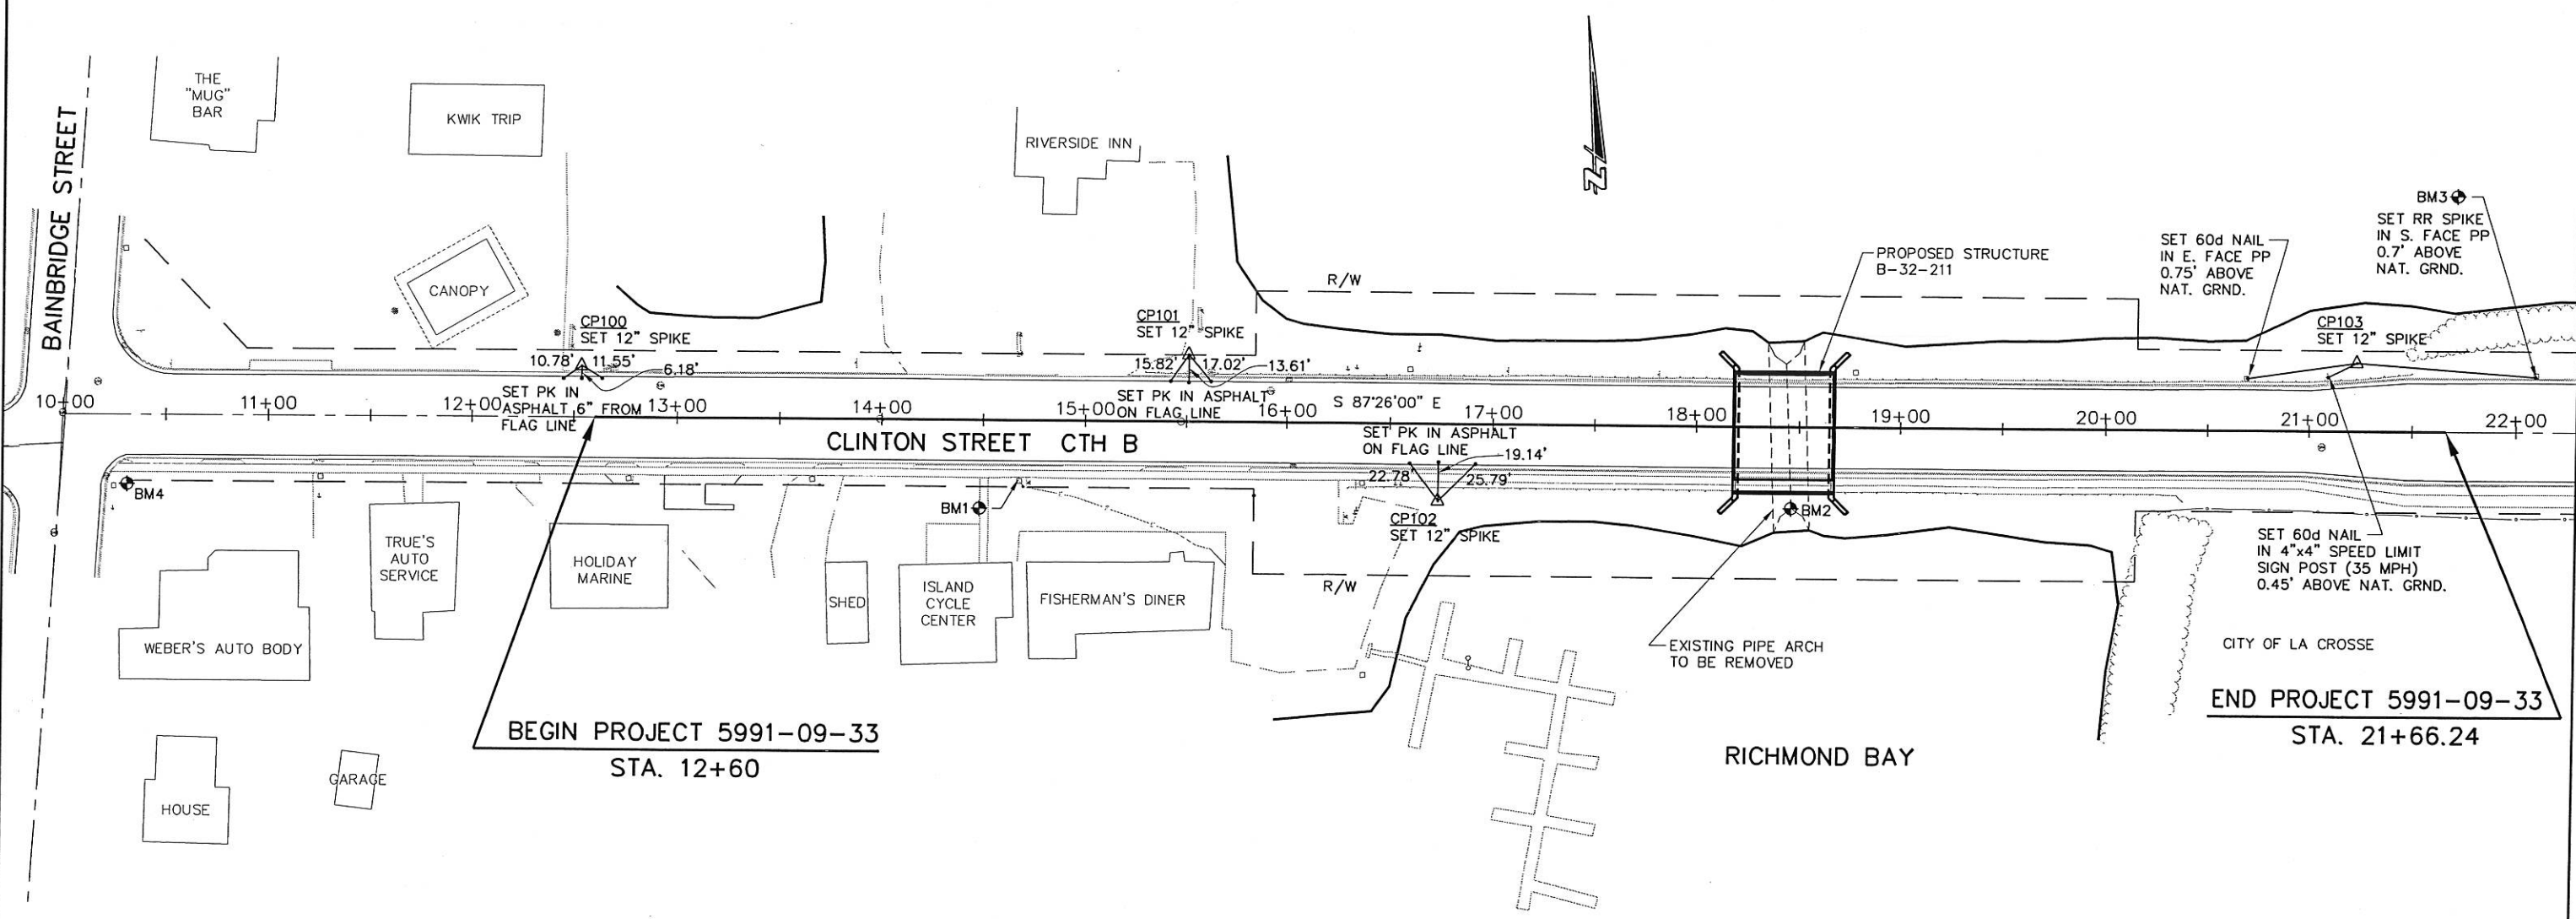 THE
"MUG"
BAR
KWIK TRIP
RIVERSIDE INN
BAINBRIDGE STREET
CANOPY
N
R/W
PROPOSED STRUCTURE
B-32-211
SET 60d NAIL
IN E. FACE PP
0.75' ABOVE
NAT. GRND.
BM3
SET RR SPIKE
IN S. FACE PP
0.7' ABOVE
NAT. GRND.
CP100
SET 12" SPIKE
10.78' 11.55'
6.18'
SET PK IN
ASPHALT 6" FROM
FLAG LINE
CP101
SET 12" SPIKE
15.82' 17.02'
13.61'
SET PK IN ASPHALT
ON FLAG LINE
CP103
SET 12" SPIKE
10+00 11+00 12+00 13+00 14+00 15+00 16+00 S 87°26'00" E 17+00 18+00 19+00 20+00 21+00 22+00
CLINTON STREET CTH B
SET PK IN ASPHALT
ON FLAG LINE
19.14'
22.78' 25.79'
CP102
SET 12" SPIKE
BM4
BM1
BM2
TRUE'S
AUTO
SERVICE
HOLIDAY
MARINE
SHED
ISLAND
CYCLE
CENTER
FISHERMAN'S DINER
R/W
WEBER'S AUTO BODY
EXISTING PIPE ARCH
TO BE REMOVED
SET 60d NAIL
IN 4"x4" SPEED LIMIT
SIGN POST (35 MPH)
0.45' ABOVE NAT. GRND.
CITY OF LA CROSSE
BEGIN PROJECT 5991-09-33
STA. 12+60
END PROJECT 5991-09-33
STA. 21+66.24
RICHMOND BAY
GARAGE
HOUSE